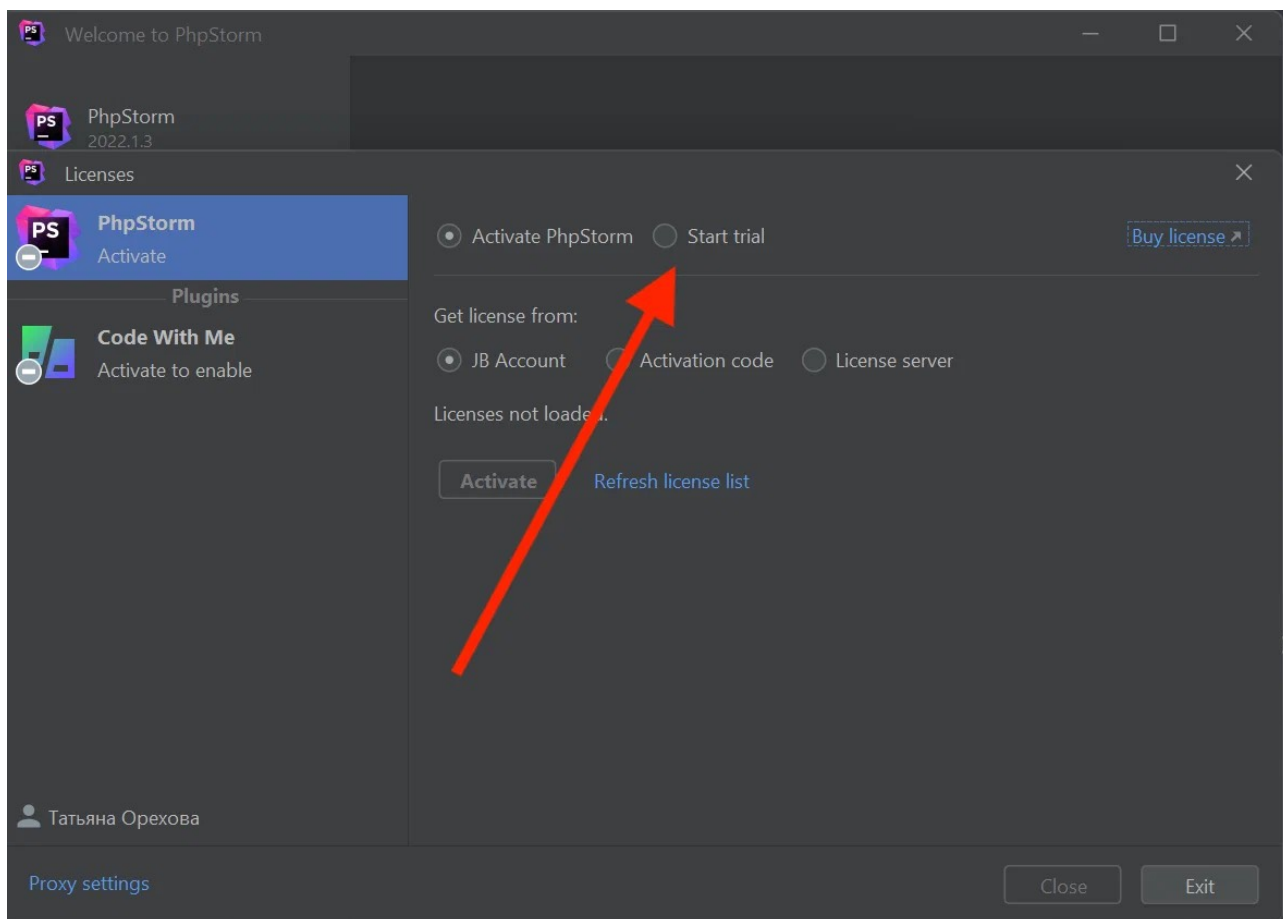 Welcome to PhpStorm
PhpStorm
2022.1.3
Licenses
PhpStorm
Activate
Plugins
Code With Me
Activate to enable
Activate PhpStorm Start trial Buy license
Get license from:
JB Account Activation code License server
Licenses not loaded.
Activate Refresh license list
Татьяна Орехова
Proxy settings
Close Exit